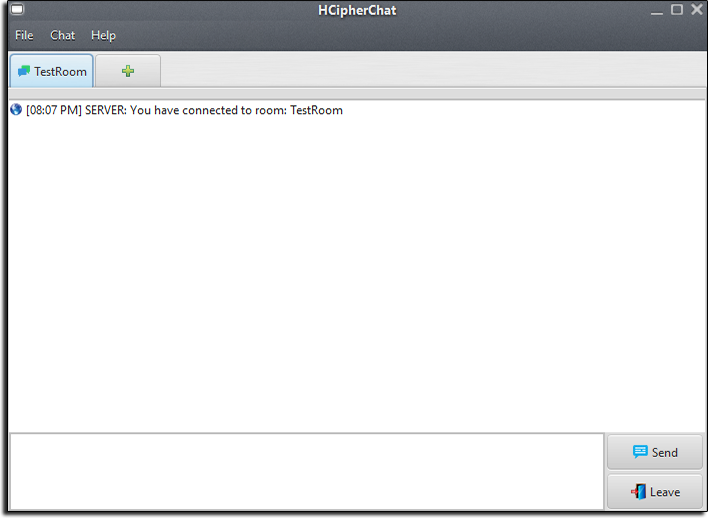 HCipherChat
File Chat Help
TestRoom
[08:07 PM] SERVER: You have connected to room: TestRoom
Send
Leave